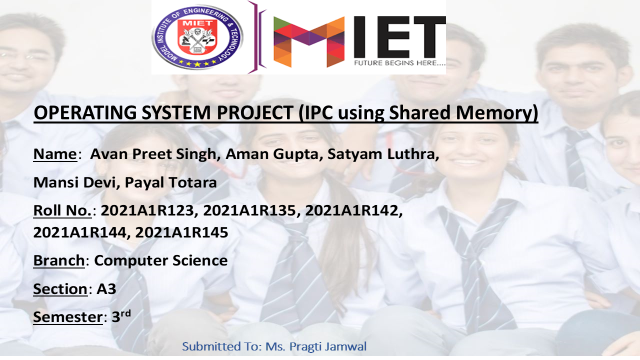 MODEL INSTITUTE OF ENGINEERING & TECHNOLOGY
MIET
MIET
FUTURE BEGINS HERE....
OPERATING SYSTEM PROJECT (IPC using Shared Memory)
Name: Avan Preet Singh, Aman Gupta, Satyam Luthra,
Mansi Devi, Payal Totara
Roll No.: 2021A1R123, 2021A1R135, 2021A1R142,
2021A1R144, 2021A1R145
Branch: Computer Science
Section: A3
Semester: 3rd
Submitted To: Ms. Pragti Jamwal